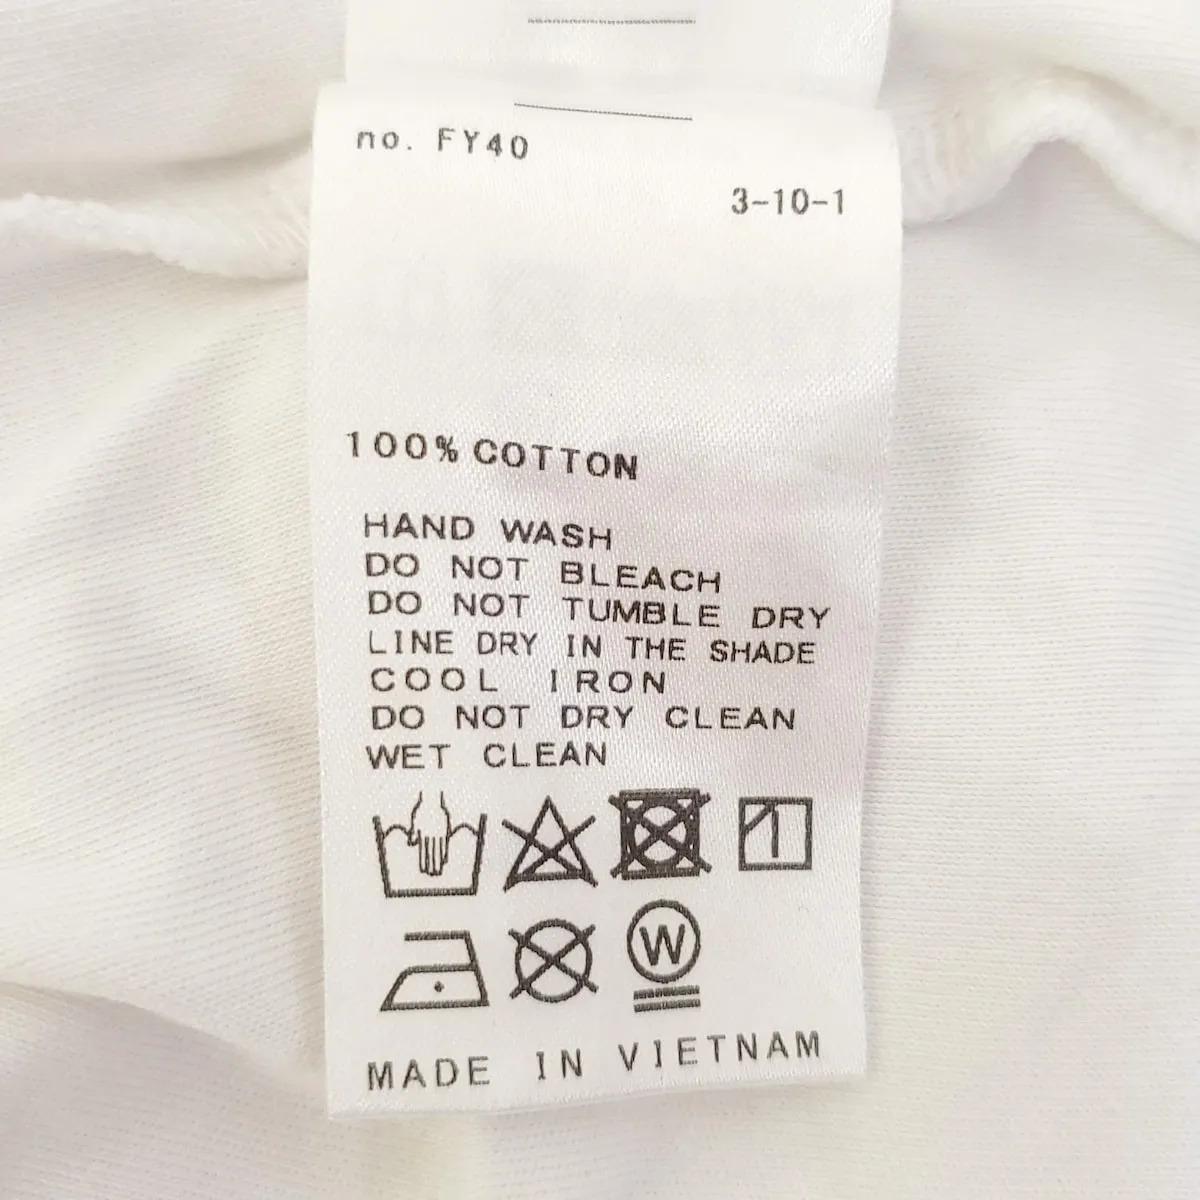 no. FY40
3-10-1
100% COTTON
HAND WASH
DO NOT BLEACH
DO NOT TUMBLE DRY
LINE DRY IN THE SHADE
COOL IRON
DO NOT DRY CLEAN
WET CLEAN
W
MADE IN VIETNAM